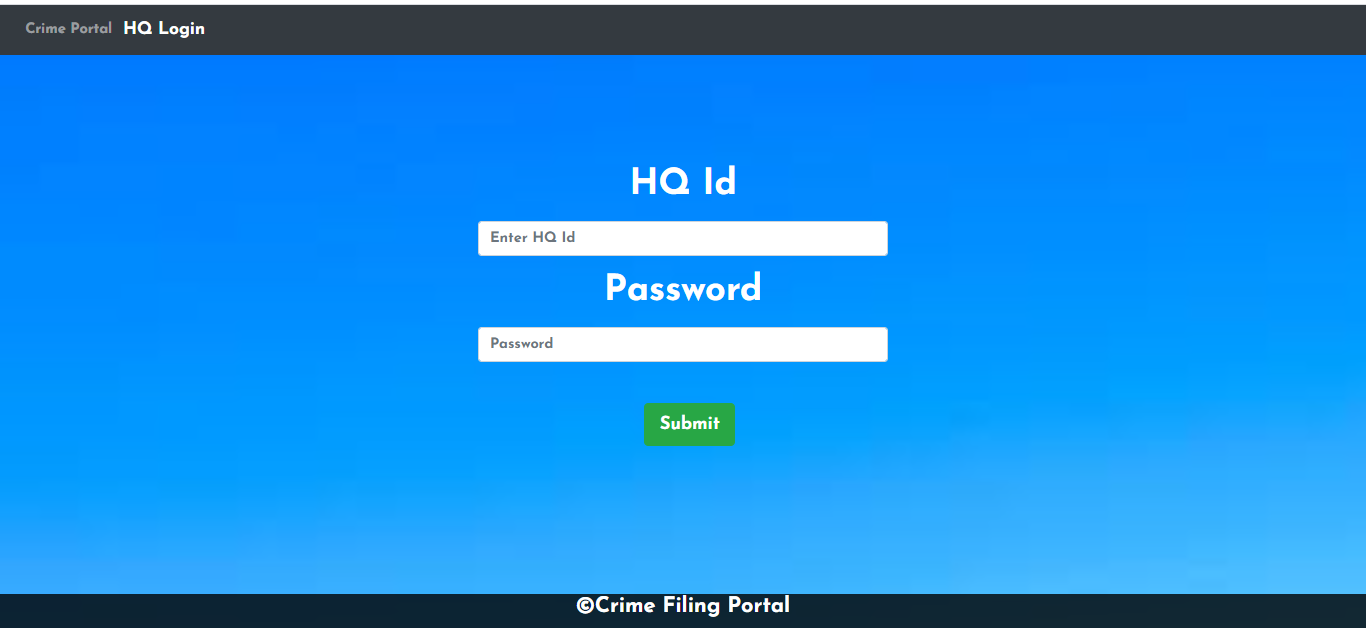 Crime Portal HQ Login
HQ Id
Enter HQ Id
Password
Password
Submit
©Crime Filing Portal